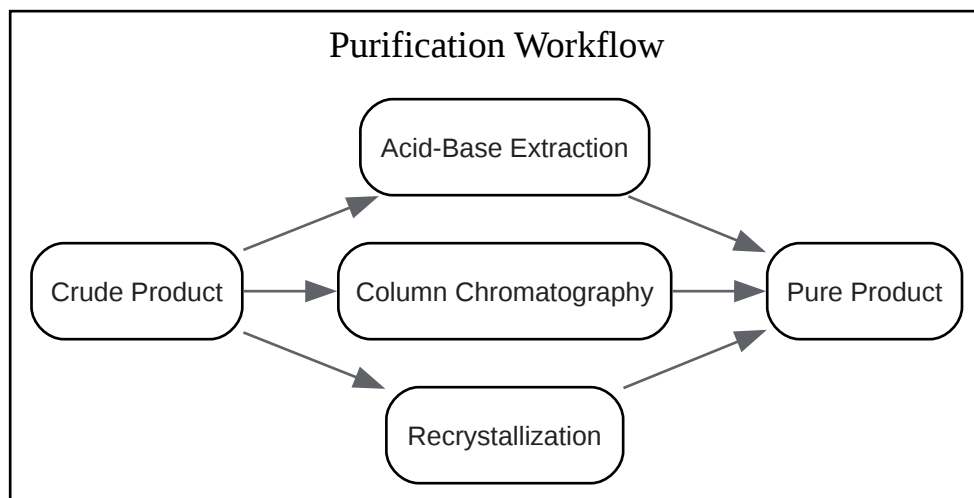 Purification Workflow
Acid-Base Extraction
Crude Product
Column Chromatography
Pure Product
Recrystallization